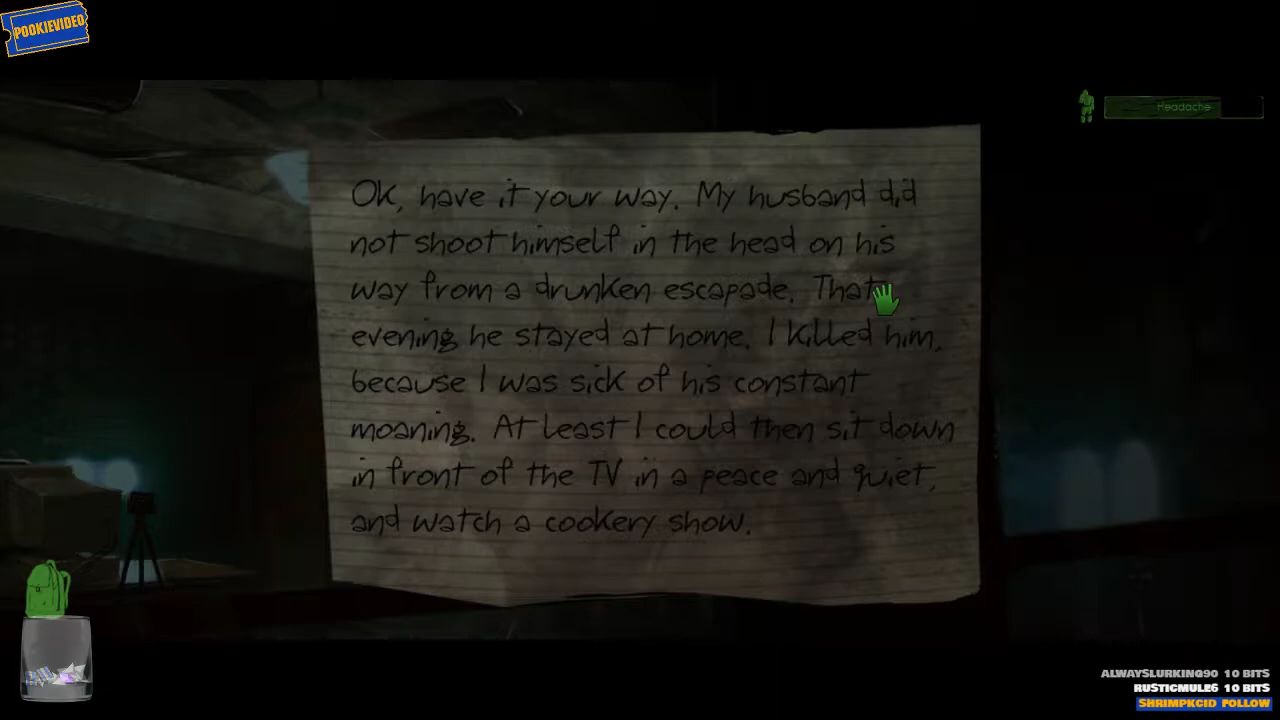 POOKIEVIDEO
Headache
OK, have it your way. My husband did
not shoot himself in the head on his
way from a drunken escapade. That
evening he stayed at home. I killed him,
because I was sick of his constant
moaning. At least I could then sit down
in front of the TV in a peace and quiet,
and watch a cookery show.
ALWAYSLURKING90 10 BITS
RUSTICMULE6 10 BITS
SHRIMPKCID FOLLOW